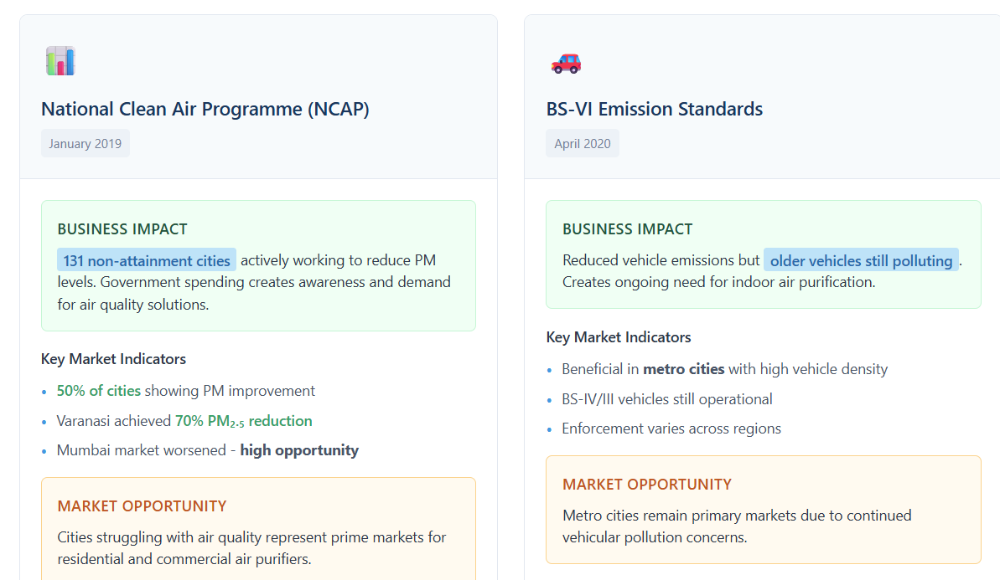 National Clean Air Programme (NCAP)
January 2019
BUSINESS IMPACT
131 non-attainment cities actively working to reduce PM
levels. Government spending creates awareness and demand
for air quality solutions.
Key Market Indicators
• 50% of cities showing PM improvement
• Varanasi achieved 70% PM₂.₅ reduction
• Mumbai market worsened - high opportunity
MARKET OPPORTUNITY
Cities struggling with air quality represent prime markets for
residential and commercial air purifiers.
BS-VI Emission Standards
April 2020
BUSINESS IMPACT
Reduced vehicle emissions but older vehicles still polluting.
Creates ongoing need for indoor air purification.
Key Market Indicators
• Beneficial in metro cities with high vehicle density
• BS-IV/III vehicles still operational
• Enforcement varies across regions
MARKET OPPORTUNITY
Metro cities remain primary markets due to continued
vehicular pollution concerns.